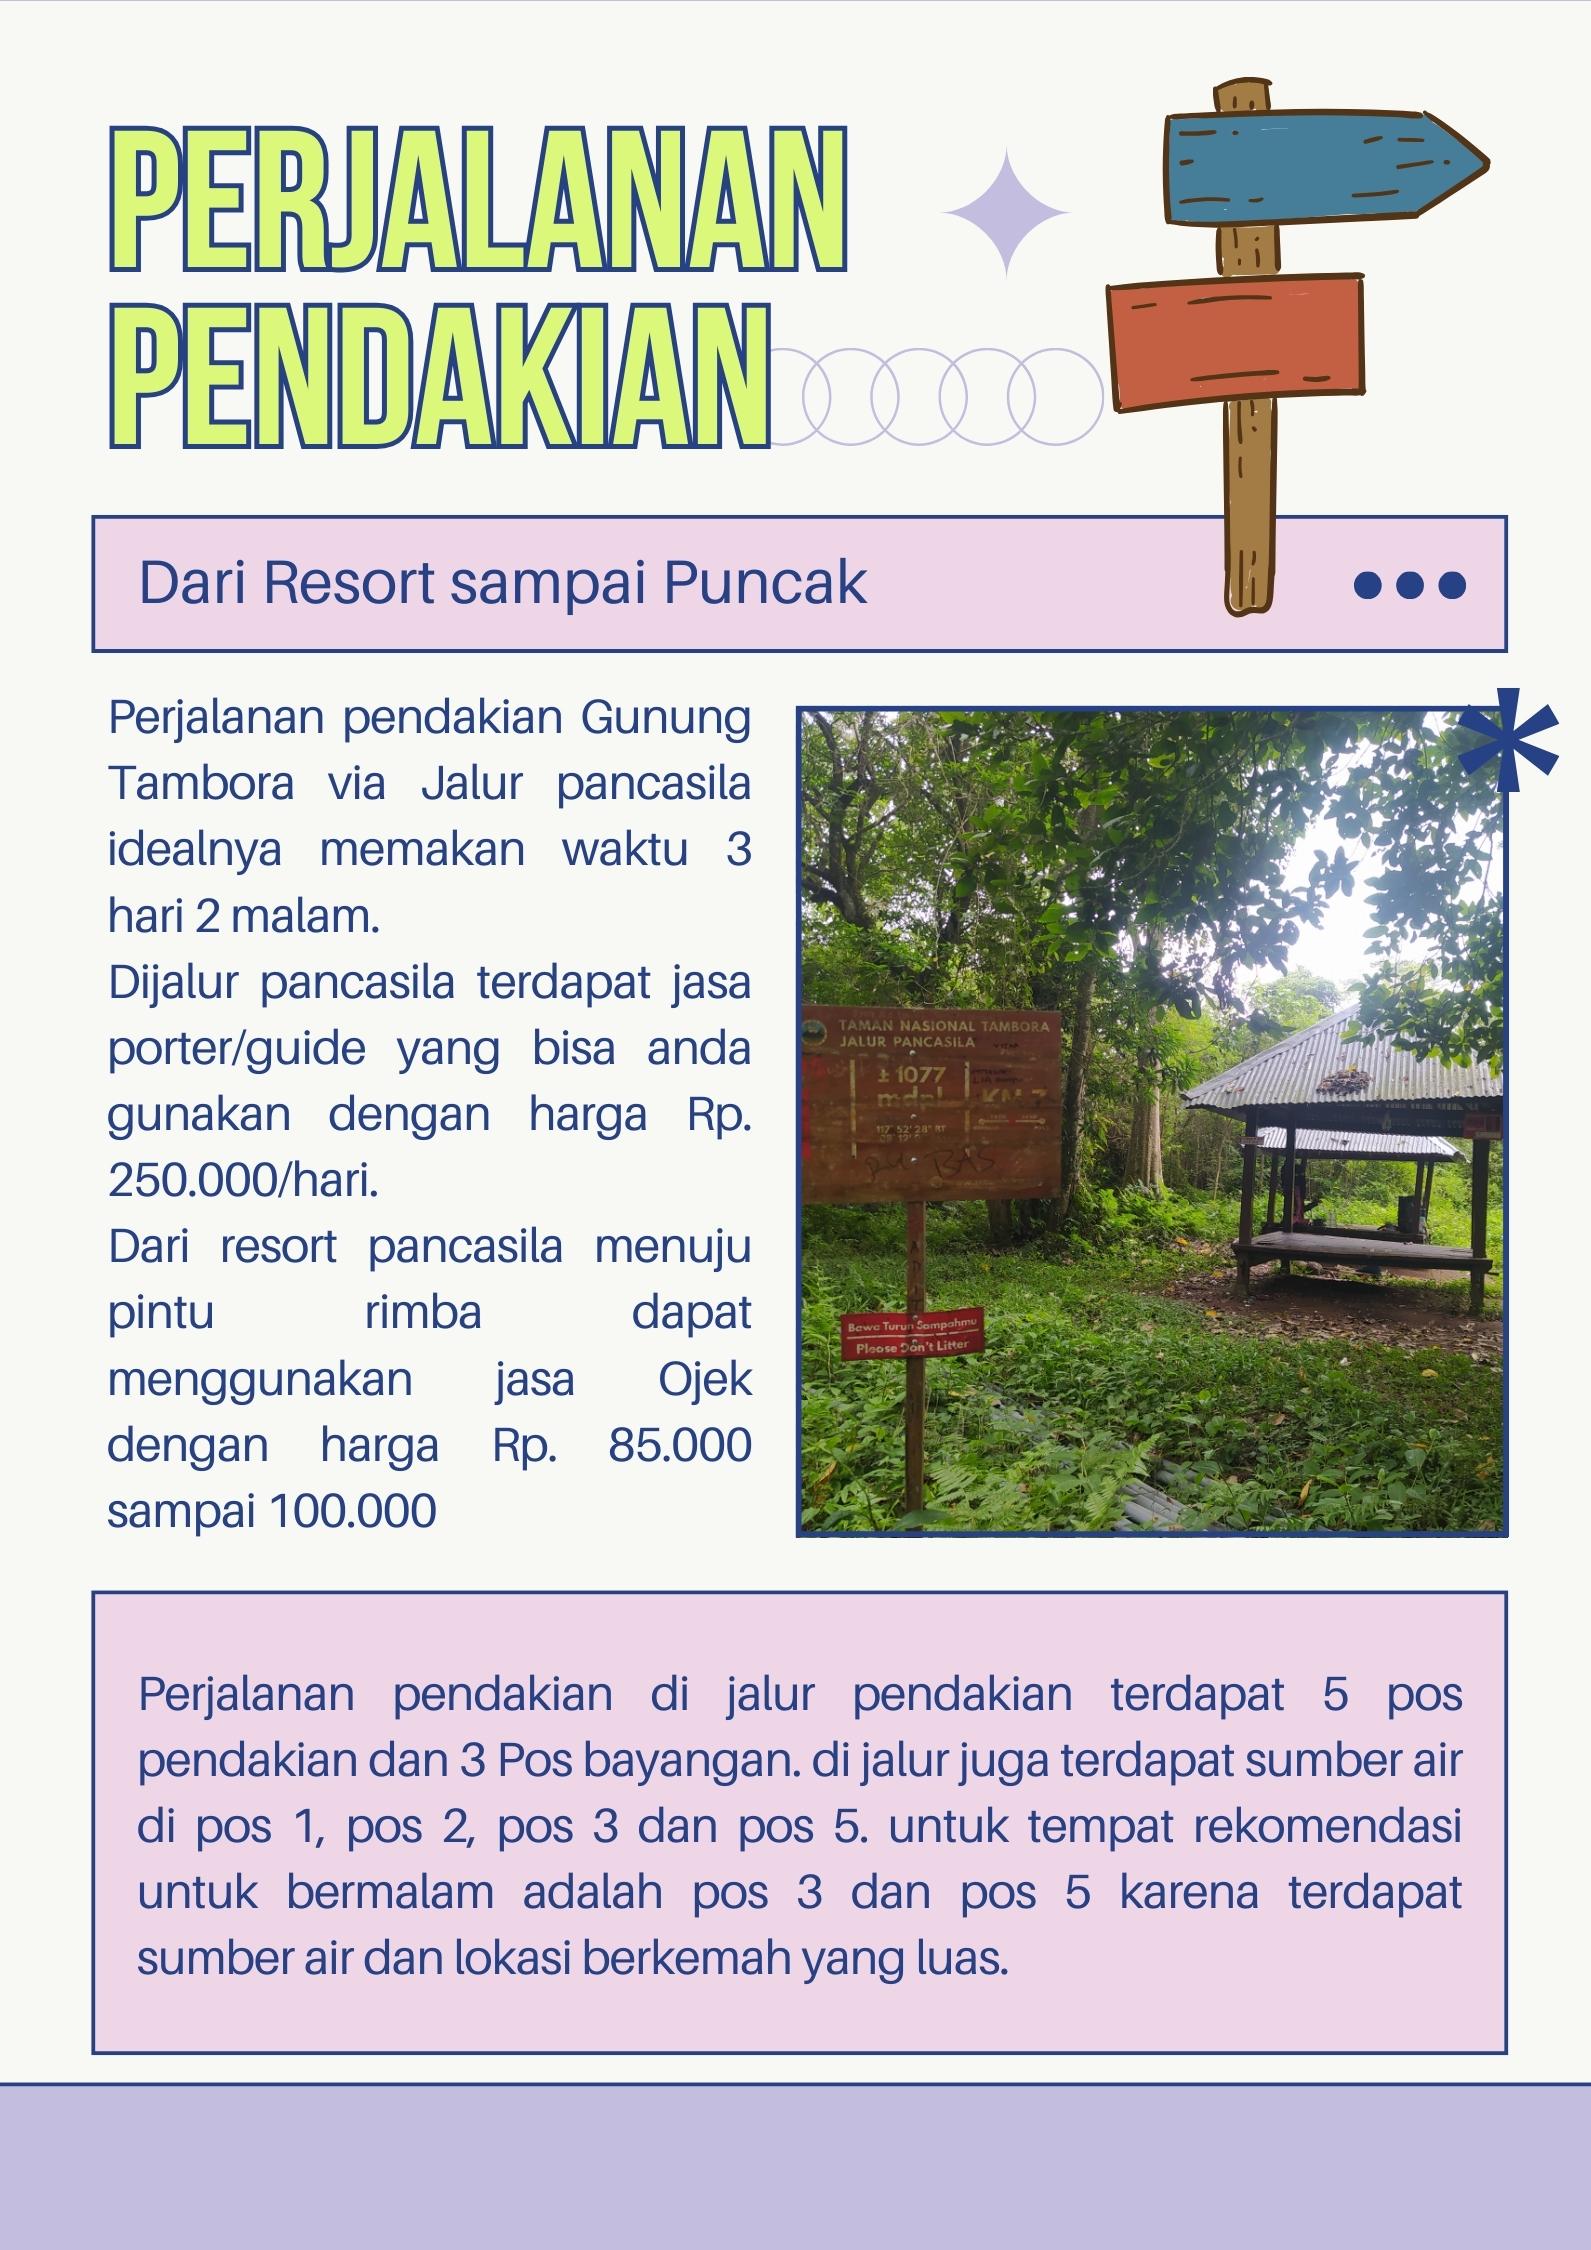 PERJALANAN
PENDAKIAN
Dari Resort sampai Puncak
Perjalanan pendakian Gunung
Tambora via Jalur pancasila
idealnya memakan waktu 3
hari 2 malam.
Dijalur pancasila terdapat jasa
porter/guide yang bisa anda
gunakan dengan harga Rp.
250.000/hari.
Dari resort pancasila menuju
pintu rimba dapat
menggunakan jasa Ojek
dengan harga Rp. 85.000
sampai 100.000
TAMAN NASIONAL TAMBORA
JALUR PANCASILA
± 1077
mdpl
117° 52' 28" BT
Bawa Turun Sampahmu
Please Don't Litter
Perjalanan pendakian di jalur pendakian terdapat 5 pos
pendakian dan 3 Pos bayangan. di jalur juga terdapat sumber air
di pos 1, pos 2, pos 3 dan pos 5. untuk tempat rekomendasi
untuk bermalam adalah pos 3 dan pos 5 karena terdapat
sumber air dan lokasi berkemah yang luas.